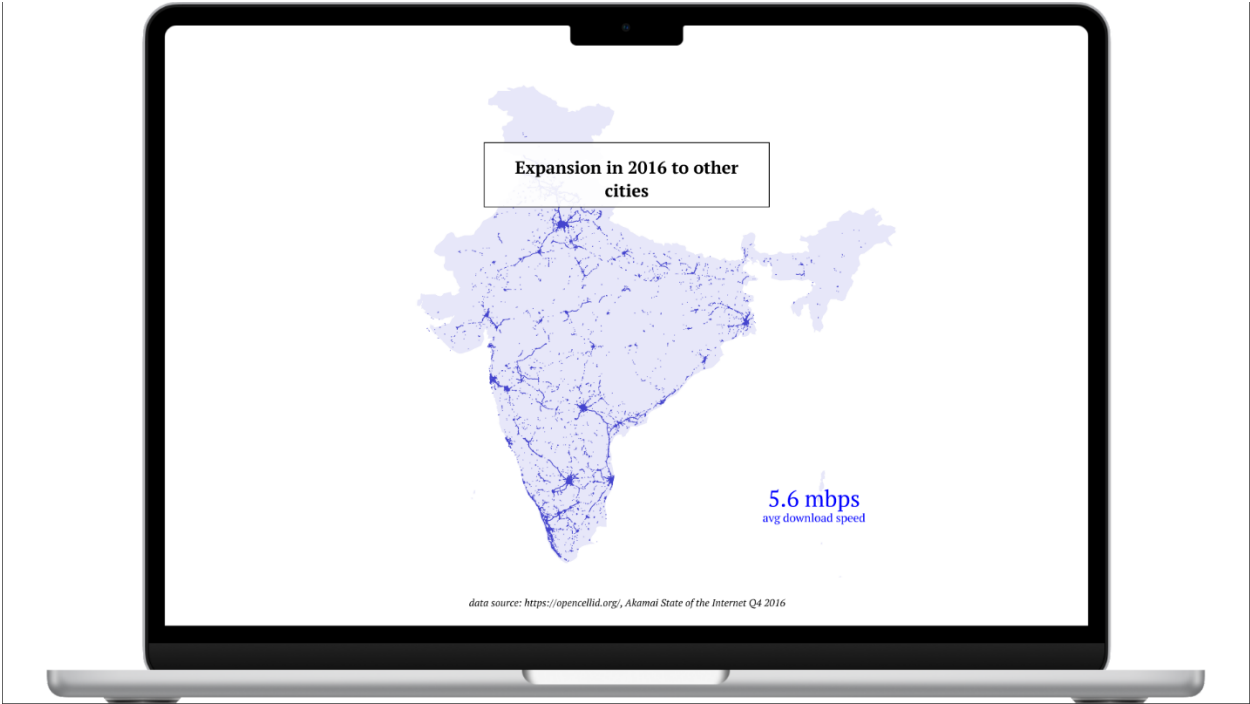 Expansion in 2016 to other
cities
5.6 mbps
avg download speed
data source: https://opencellid.org/, Akamai State of the Internet Q4 2016